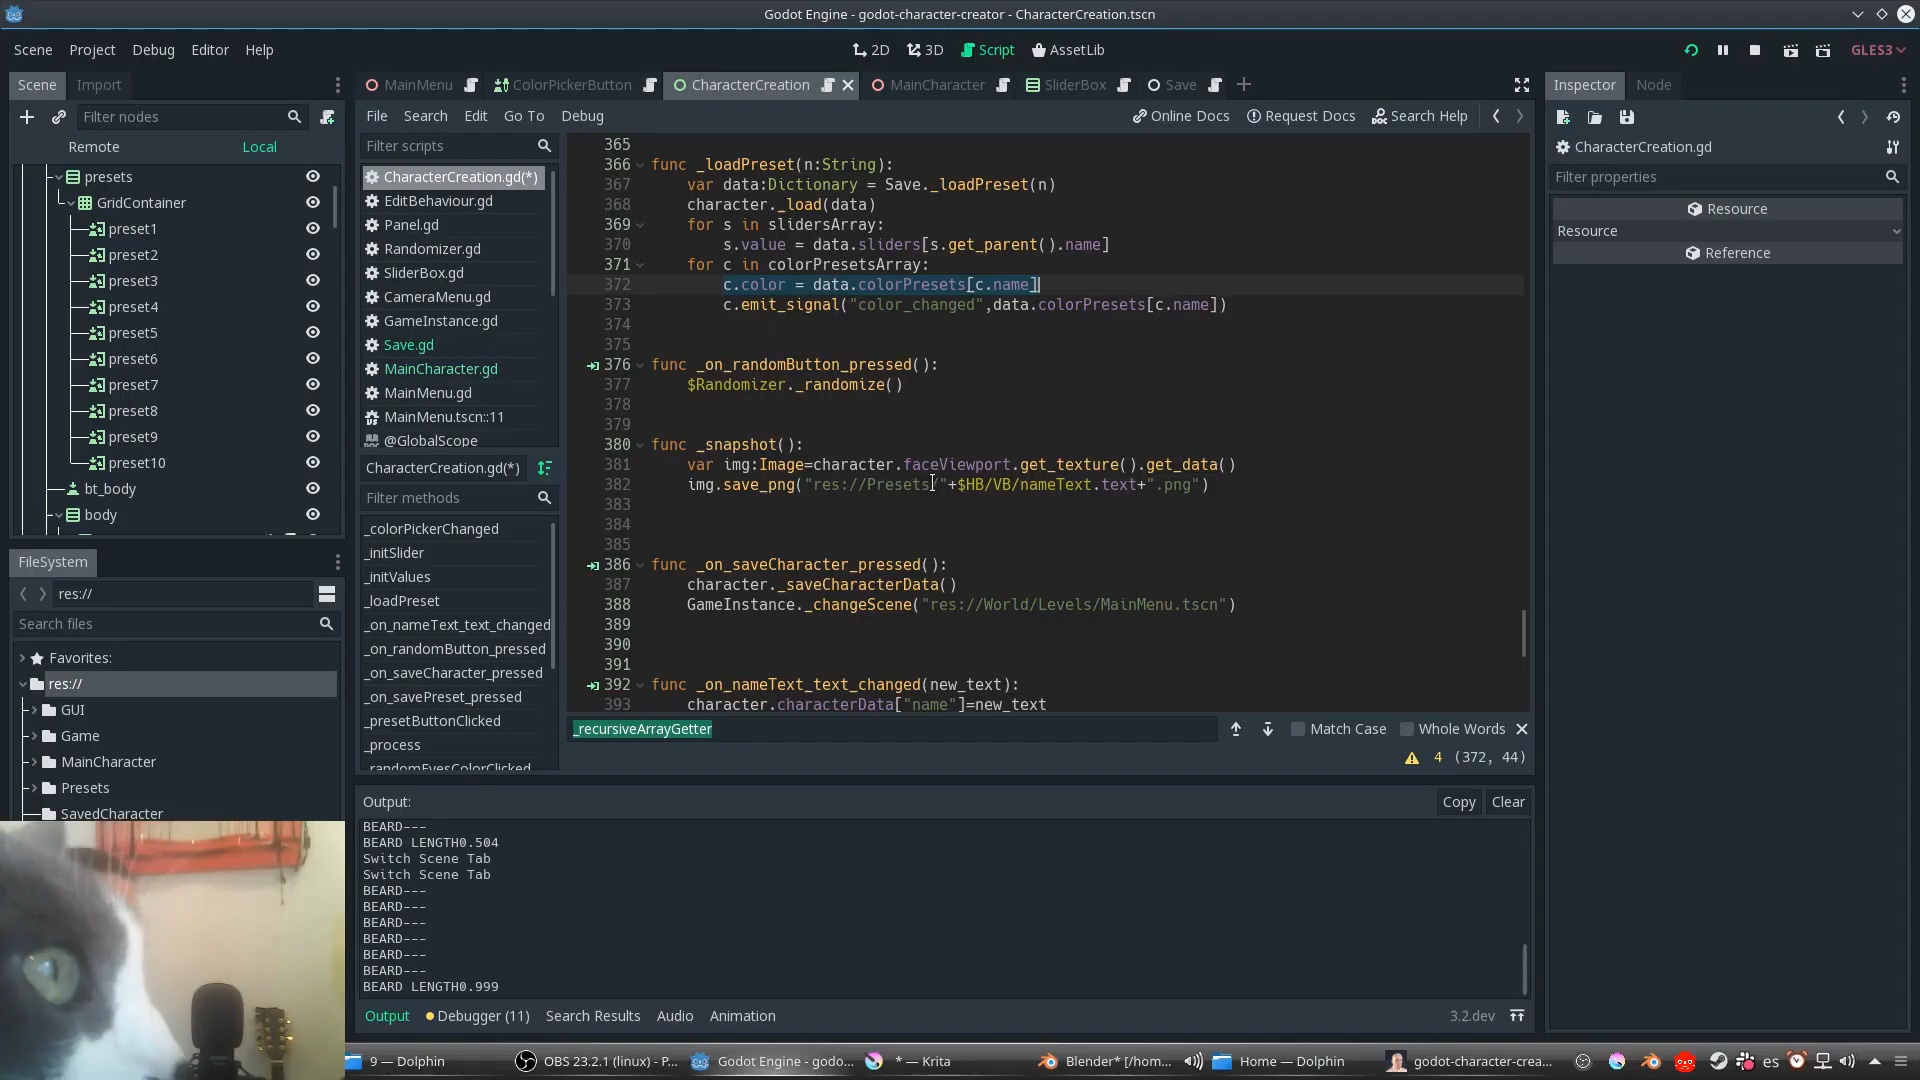 Godot Engine - godot-character-creator - CharacterCreation.tscn
Scene Project Debug Editor Help
2D 3D Script AssetLib
GLES3
Scene Import
MainMenu ColorPickerButton CharacterCreation MainCharacter SliderBox Save
Inspector Node
Filter nodes
File Search Edit Go To Debug
Online Docs Request Docs Search Help
Remote Local
Filter scripts
CharacterCreation.gd
Filter properties
Resource
Resource
Reference
presets
GridContainer
preset1
preset2
preset3
preset4
preset5
preset6
preset7
preset8
preset9
preset10
bt_body
body
CharacterCreation.gd(*)
EditBehaviour.gd
Panel.gd
Randomizer.gd
SliderBox.gd
CameraMenu.gd
GameInstance.gd
Save.gd
MainCharacter.gd
MainMenu.gd
MainMenu.tscn::11
@GlobalScope
CharacterCreation.gd(*)
Filter methods
_colorPickerChanged
_initSlider
_initValues
_loadPreset
_on_nameText_text_changed
_on_randomButton_pressed
_on_saveCharacter_pressed
_on_savePreset_pressed
_presetButtonClicked
_process
_randomEyesColorClicked
365
366 func _loadPreset(n:String):
367 var data:Dictionary = Save._loadPreset(n)
368 character._load(data)
369 for s in slidersArray:
370 s.value = data.sliders[s.get_parent().name]
371 for c in colorPresetsArray:
372 c.color = data.colorPresets[c.name]
373 c.emit_signal("color_changed",data.colorPresets[c.name])
374
375
376 func _on_randomButton_pressed():
377 $Randomizer._randomize()
378
379
380 func _snapshot():
381 var img:Image=character.faceViewport.get_texture().get_data()
382 img.save_png("res://Presets/"+$HB/VB/nameText.text+".png")
383
384
385
386 func _on_saveCharacter_pressed():
387 character._saveCharacterData()
388 GameInstance._changeScene("res://World/Levels/MainMenu.tscn")
389
390
391
392 func _on_nameText_text_changed(new_text):
393 character.characterData["name"]=new_text
_recursiveArrayGetter
Match Case Whole Words
4 (372, 44)
FileSystem
res://
Search files
Favorites:
res://
GUI
Game
MainCharacter
Presets
SavedCharacter
Output:
Copy Clear
BEARD---
BEARD LENGTH0.504
Switch Scene Tab
Switch Scene Tab
BEARD---
BEARD---
BEARD---
BEARD---
BEARD---
BEARD---
BEARD LENGTH0.999
Output Debugger (11) Search Results Audio Animation
3.2.dev
9 — Dolphin
OBS 23.2.1 (linux) - P...
Godot Engine - godo...
* — Krita
Blender* [/hom...
Home — Dolphin
godot-character-crea...
es